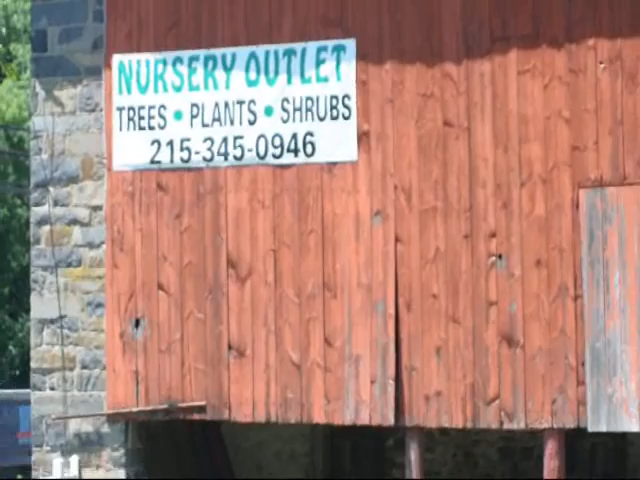 NURSERY OUTLET
TREES • PLANTS • SHRUBS
215-345-0946